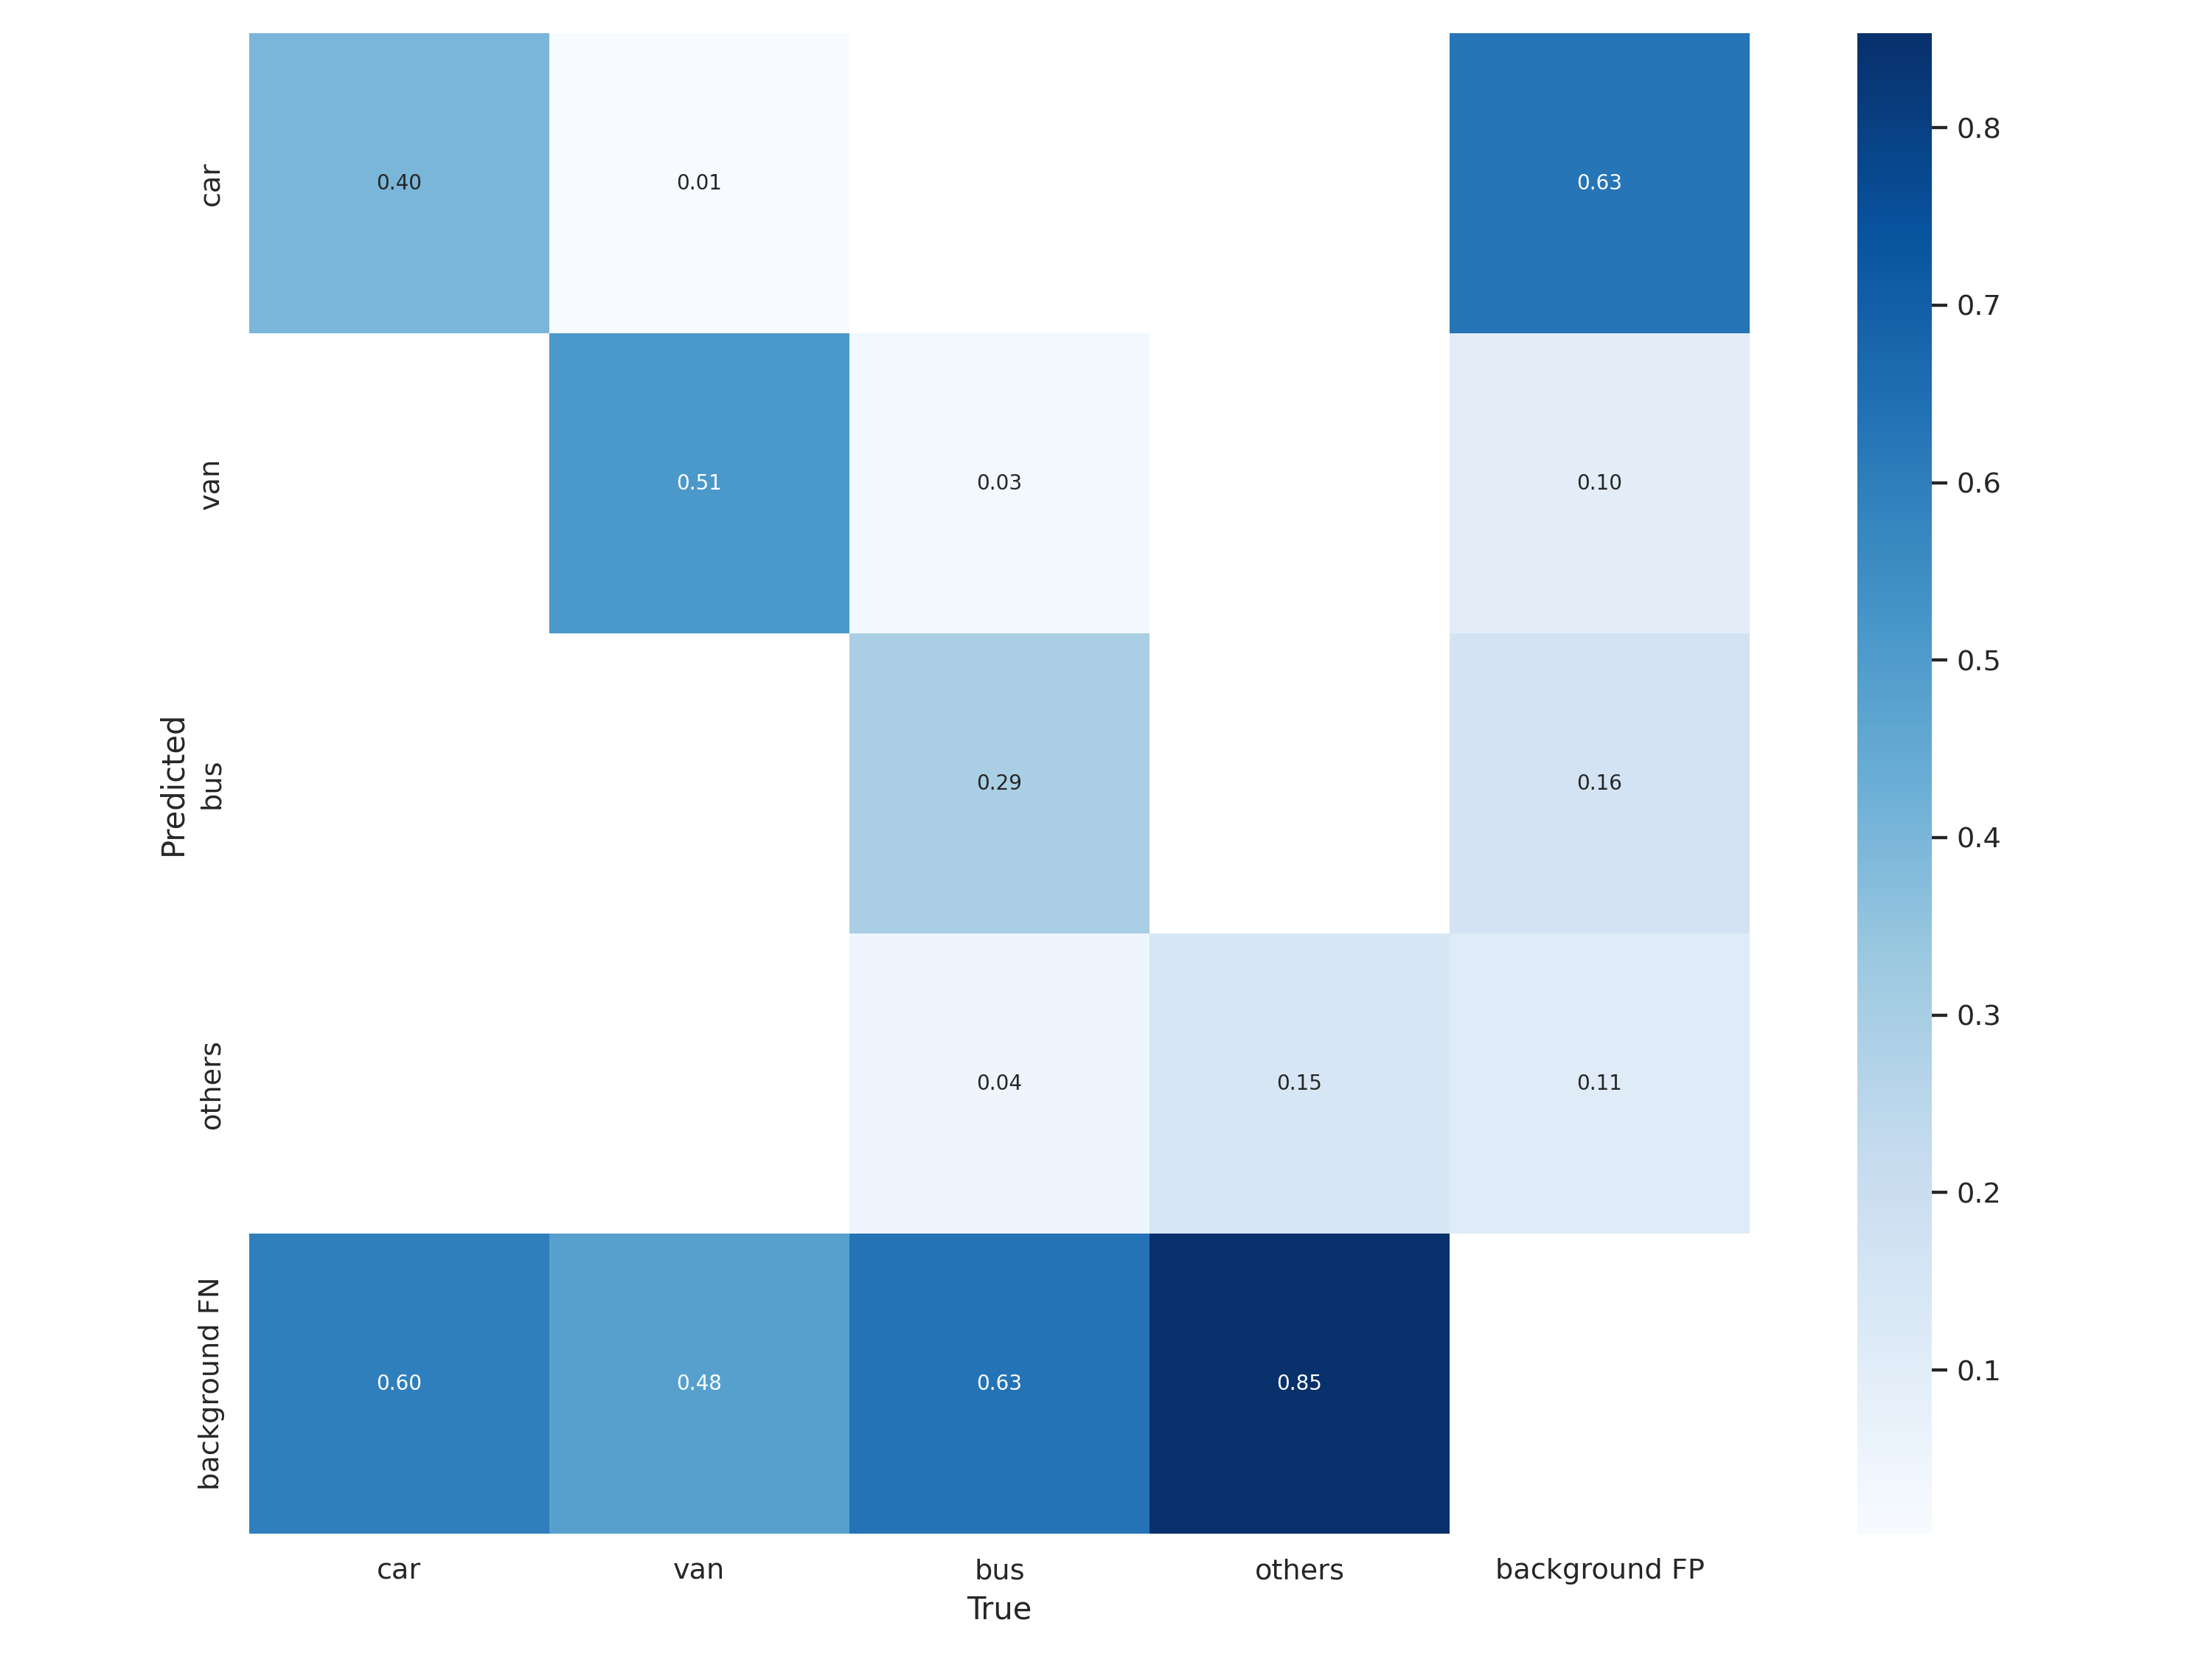 car 0.40 0.01 0.63
van 0.51 0.03 0.10
bus 0.29 0.16
others 0.04 0.15 0.11
background FN 0.60 0.48 0.63 0.85
Predicted
car van bus others background FP
True
0.8
0.7
0.6
0.5
0.4
0.3
0.2
0.1